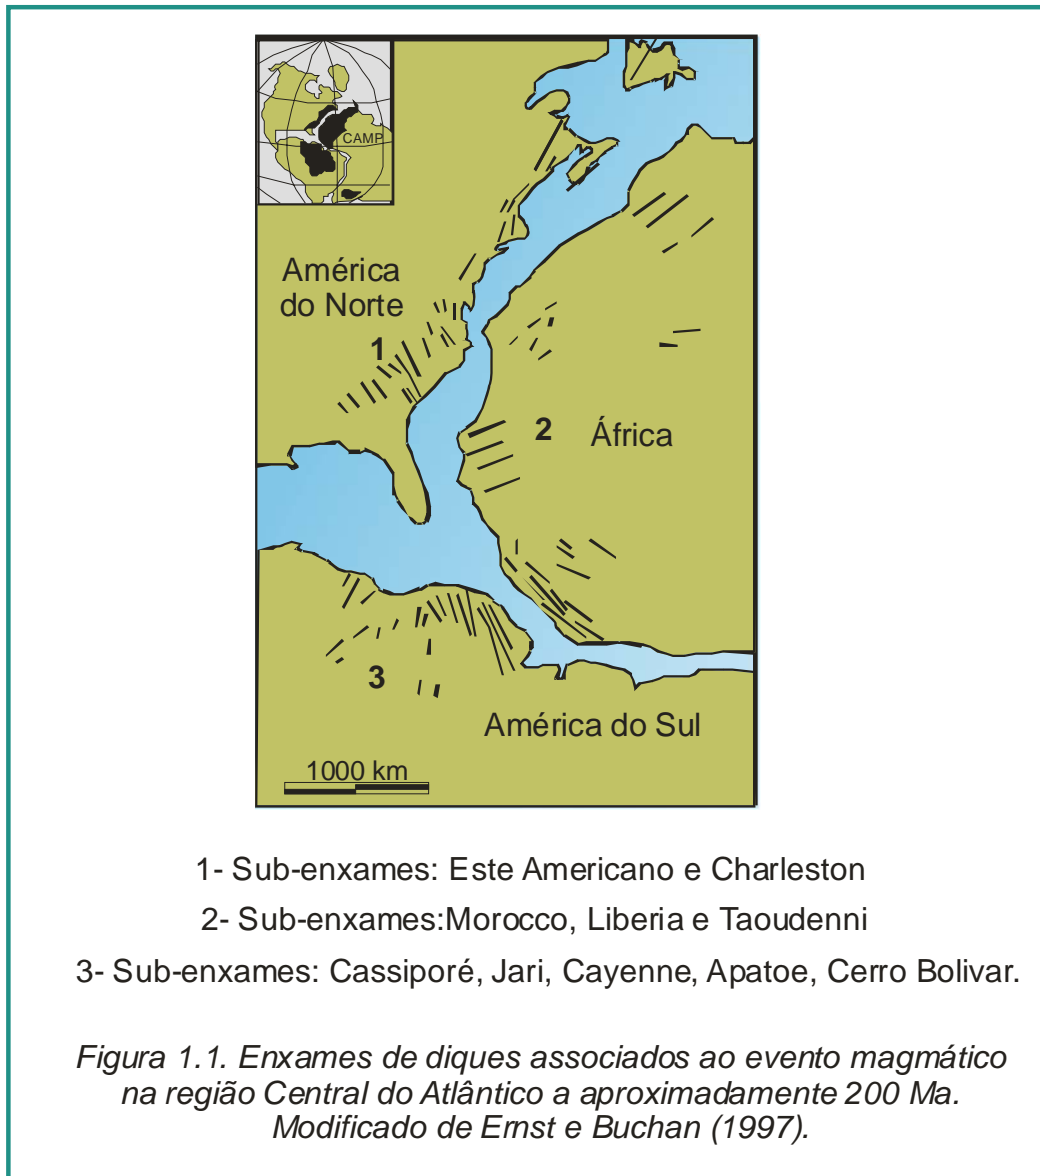 CAMP
América
do Norte
1
2
África
3
América do Sul
1000 km
1- Sub-enxames: Este Americano e Charleston
2- Sub-enxames:Morocco, Liberia e Taoudenni
3- Sub-enxames: Cassiporé, Jari, Cayenne, Apatoe, Cerro Bolivar.
Figura 1.1. Enxames de diques associados ao evento magmático
na região Central do Atlântico a aproximadamente 200 Ma.
Modificado de Ernst e Buchan (1997).